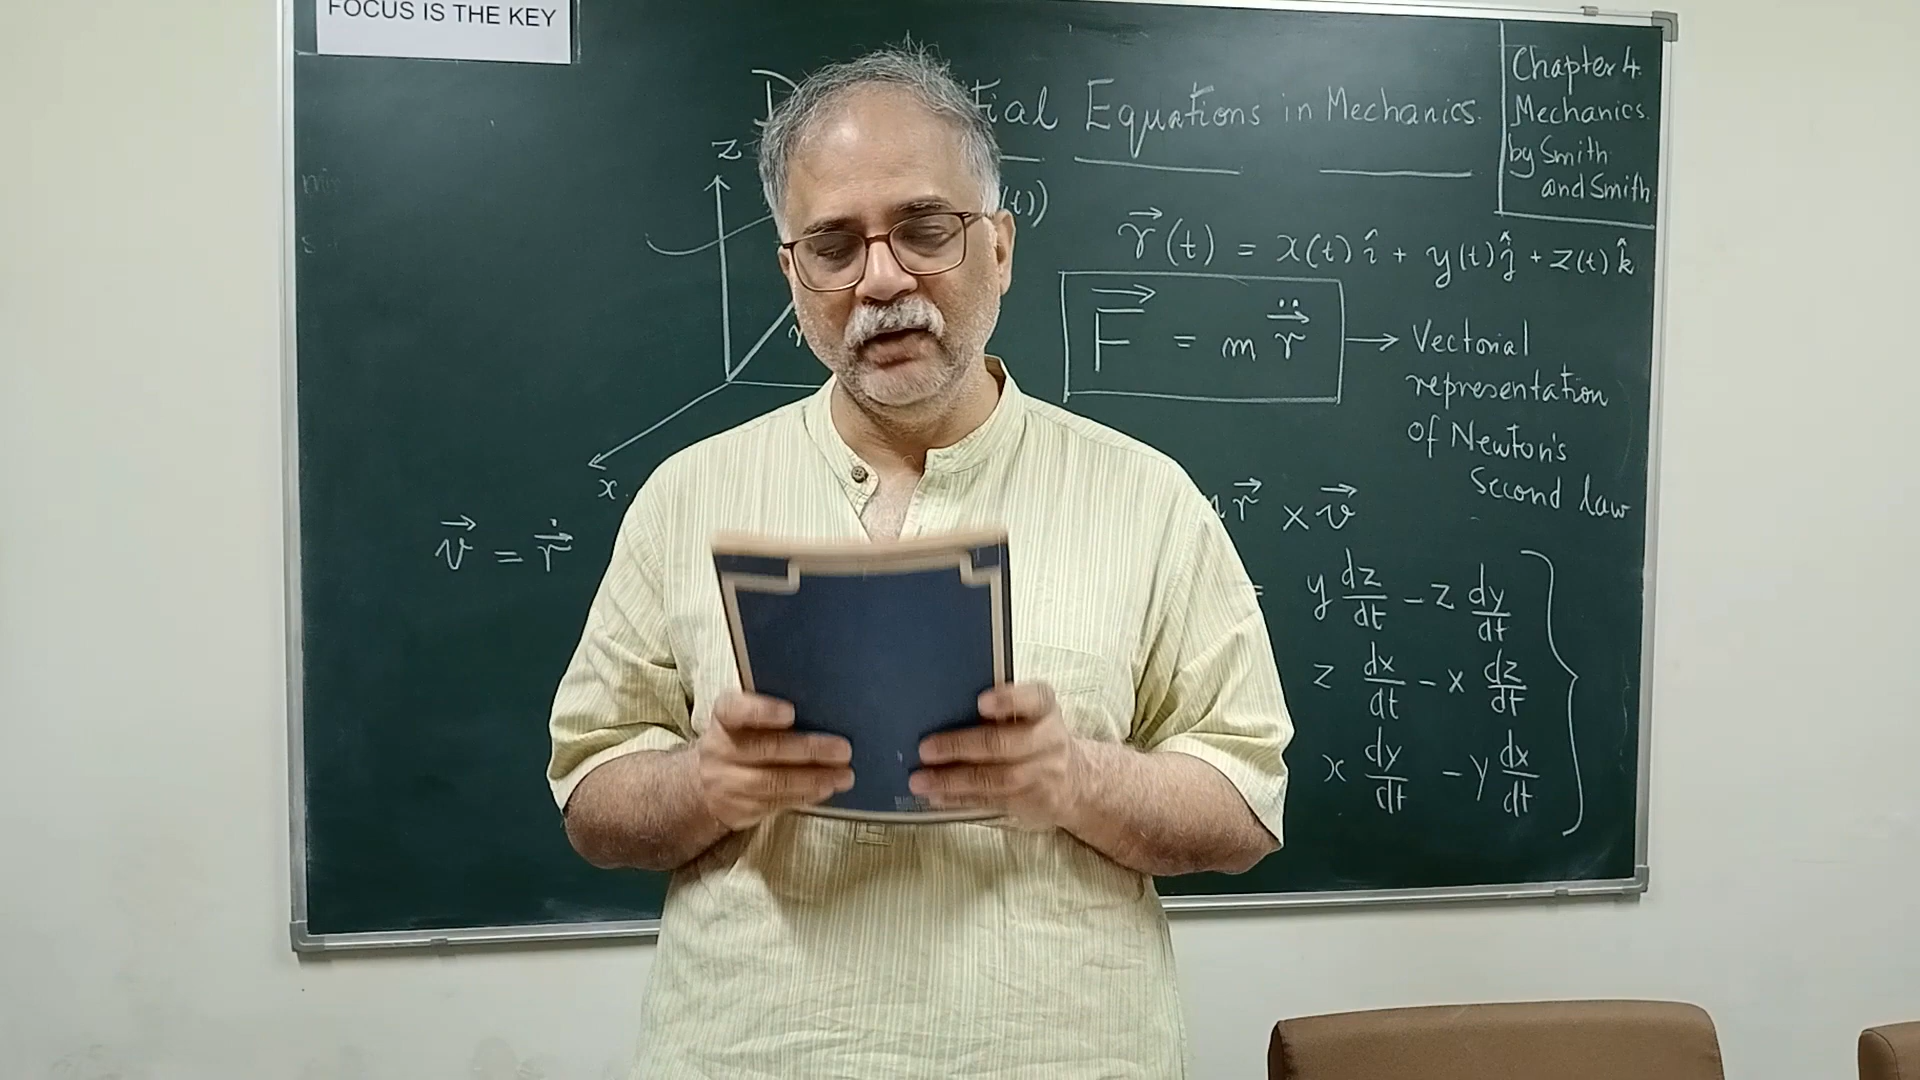 FOCUS IS THE KEY
Equations in Mechanics.
Chapter 4.
Mechanics.
by Smith
and Smith
z
(t))
r⃗(t) = x(t)î + y(t)ĵ + z(t)k̂
F⃗ = m r̈⃗ → Vectorial
representation
of Newton's
Second law
x
v⃗ = ṙ⃗
r⃗ × v⃗
= y dz/dt - z dy/dt
z dx/dt - x dz/dt
x dy/dt - y dx/dt